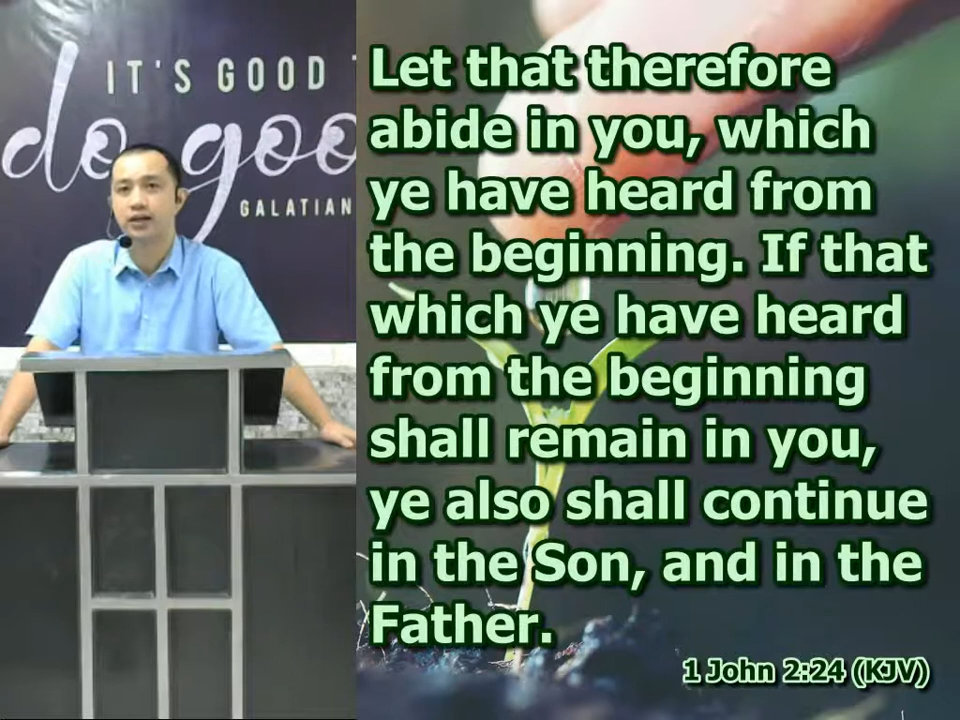 IT'S GOOD
do goo
GALATIAN
Let that therefore
abide in you, which
ye have heard from
the beginning. If that
which ye have heard
from the beginning
shall remain in you,
ye also shall continue
in the Son, and in the
Father.
1 John 2:24 (KJV)